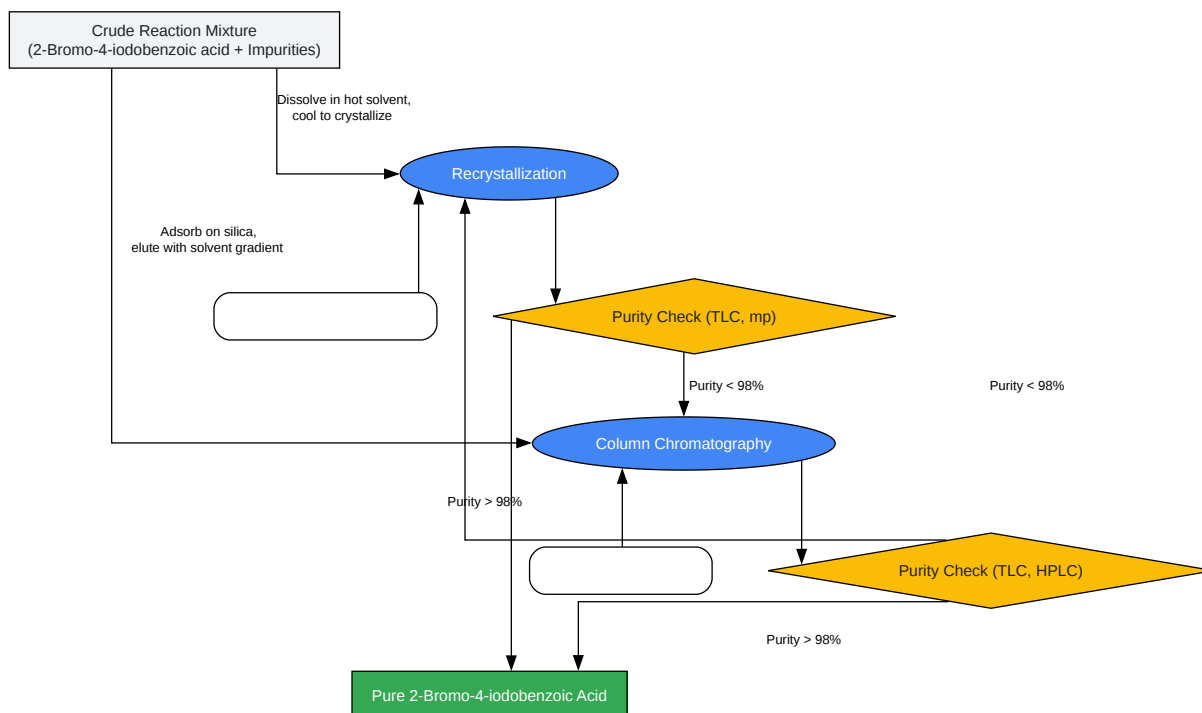 Crude Reaction Mixture
(2-Bromo-4-iodobenzoic acid + Impurities)
Dissolve in hot solvent,
cool to crystallize
Recrystallization
Adsorb on silica,
elute with solvent gradient
Purity Check (TLC, mp)
Purity < 98%
Purity < 98%
Column Chromatography
Purity > 98%
Purity Check (TLC, HPLC)
Purity > 98%
Pure 2-Bromo-4-iodobenzoic Acid